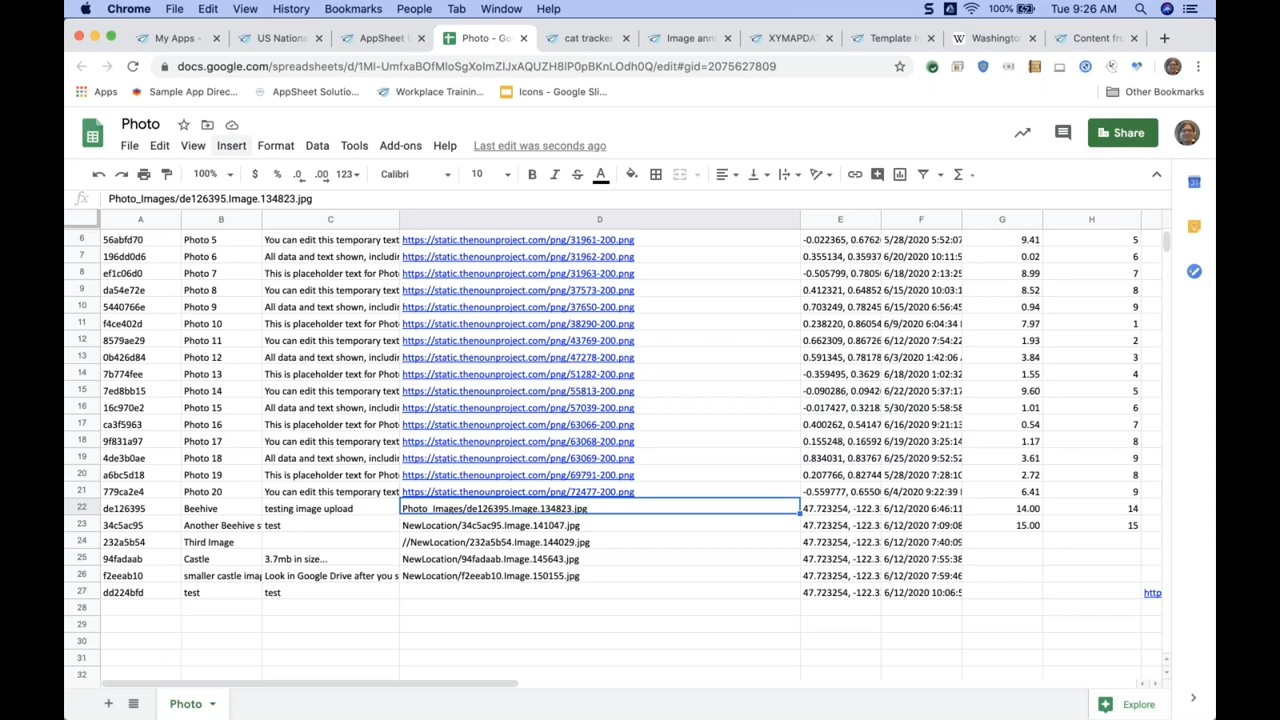 Chrome File Edit View History Bookmarks People Tab Window Help 100% Tue 9:26 AM
My Apps - US Nation AppSheet Photo - Go cat tracker Image ann XYMAPDAT Template In Washington Content fro
docs.google.com/spreadsheets/d/1MI-UmfxaBOfMloSgXoImZIJxAQUZH8lP0pBKnLOdh0Q/edit#gid=2075627809
Apps Sample App Direc... AppSheet Solutio... Workplace Trainin... Icons - Google Sli... Other Bookmarks
Photo
File Edit View Insert Format Data Tools Add-ons Help Last edit was seconds ago
Share
100% $ % .0 .00 123 Calibri 10 B I S A
fx Photo_Images/de126395.Image.134823.jpg
A B C D E F G H
6 56abfd70 Photo 5 You can edit this temporary text https://static.thenounproject.com/png/31961-200.png -0.022365, 0.6762 5/28/2020 5:52:07 9.41 5
7 196dd0d6 Photo 6 All data and text shown, includin https://static.thenounproject.com/png/31962-200.png 0.355134, 0.35937 6/20/2020 10:11:5 0.02 6
8 ef1c06d0 Photo 7 This is placeholder text for Phot https://static.thenounproject.com/png/31963-200.png -0.505799, 0.7805 6/18/2020 2:13:25 8.99 7
9 da54e72e Photo 8 You can edit this temporary text https://static.thenounproject.com/png/37573-200.png 0.412321, 0.64852 6/15/2020 10:03:1 8.52 8
10 5440766e Photo 9 All data and text shown, includin https://static.thenounproject.com/png/37650-200.png 0.703249, 0.78245 6/15/2020 6:56:45 0.94 9
11 f4ce402d Photo 10 This is placeholder text for Phot https://static.thenounproject.com/png/38290-200.png 0.238220, 0.86054 6/9/2020 6:04:34 7.97 1
12 8579ae29 Photo 11 You can edit this temporary text https://static.thenounproject.com/png/43769-200.png 0.662309, 0.86726 6/12/2020 7:54:22 1.93 2
13 0b426d84 Photo 12 All data and text shown, includin https://static.thenounproject.com/png/47278-200.png 0.591345, 0.78178 6/3/2020 1:42:06 3.84 3
14 7b774fee Photo 13 This is placeholder text for Phot https://static.thenounproject.com/png/51282-200.png -0.359495, 0.3629 6/18/2020 1:02:32 1.55 4
15 7ed8bb15 Photo 14 You can edit this temporary text https://static.thenounproject.com/png/55813-200.png -0.090286, 0.0942 6/22/2020 5:37:17 9.60 5
16 16c970e2 Photo 15 All data and text shown, includin https://static.thenounproject.com/png/57039-200.png -0.017427, 0.3218 5/30/2020 5:58:58 1.01 6
17 ca3f5963 Photo 16 This is placeholder text for Phot https://static.thenounproject.com/png/63066-200.png 0.400262, 0.54147 6/16/2020 9:21:13 0.54 7
18 9f831a97 Photo 17 You can edit this temporary text https://static.thenounproject.com/png/63068-200.png 0.155248, 0.16592 6/19/2020 3:25:14 1.17 8
19 4de3b0ae Photo 18 All data and text shown, includin https://static.thenounproject.com/png/63069-200.png 0.834031, 0.83767 6/25/2020 9:52:52 3.61 9
20 a6bc5d18 Photo 19 This is placeholder text for Phot https://static.thenounproject.com/png/69791-200.png 0.207766, 0.82744 5/28/2020 7:28:10 2.72 8
21 779ca2e4 Photo 20 You can edit this temporary text https://static.thenounproject.com/png/72477-200.png -0.559777, 0.6550 6/4/2020 9:22:39 6.41 9
22 de126395 Beehive testing image upload Photo_Images/de126395.Image.134823.jpg 47.723254, -122.3 6/12/2020 6:46:11 14.00 14
23 34c5ac95 Another Beehive s test NewLocation/34c5ac95.Image.141047.jpg 47.723254, -122.3 6/12/2020 7:09:08 15.00 15
24 232a5b54 Third Image //NewLocation/232a5b54.Image.144029.jpg 47.723254, -122.3 6/12/2020 7:40:09
25 94fadaab Castle 3.7mb in size... NewLocation/94fadaab.Image.145643.jpg 47.723254, -122.3 6/12/2020 7:55:38
26 f2eeab10 smaller castle imag Look in Google Drive after you s NewLocation/f2eeab10.Image.150155.jpg 47.723254, -122.3 6/12/2020 7:59:46
27 dd224bfd test test 47.723254, -122.3 6/12/2020 10:06:5 http
28
29
30
31
32
Photo Explore